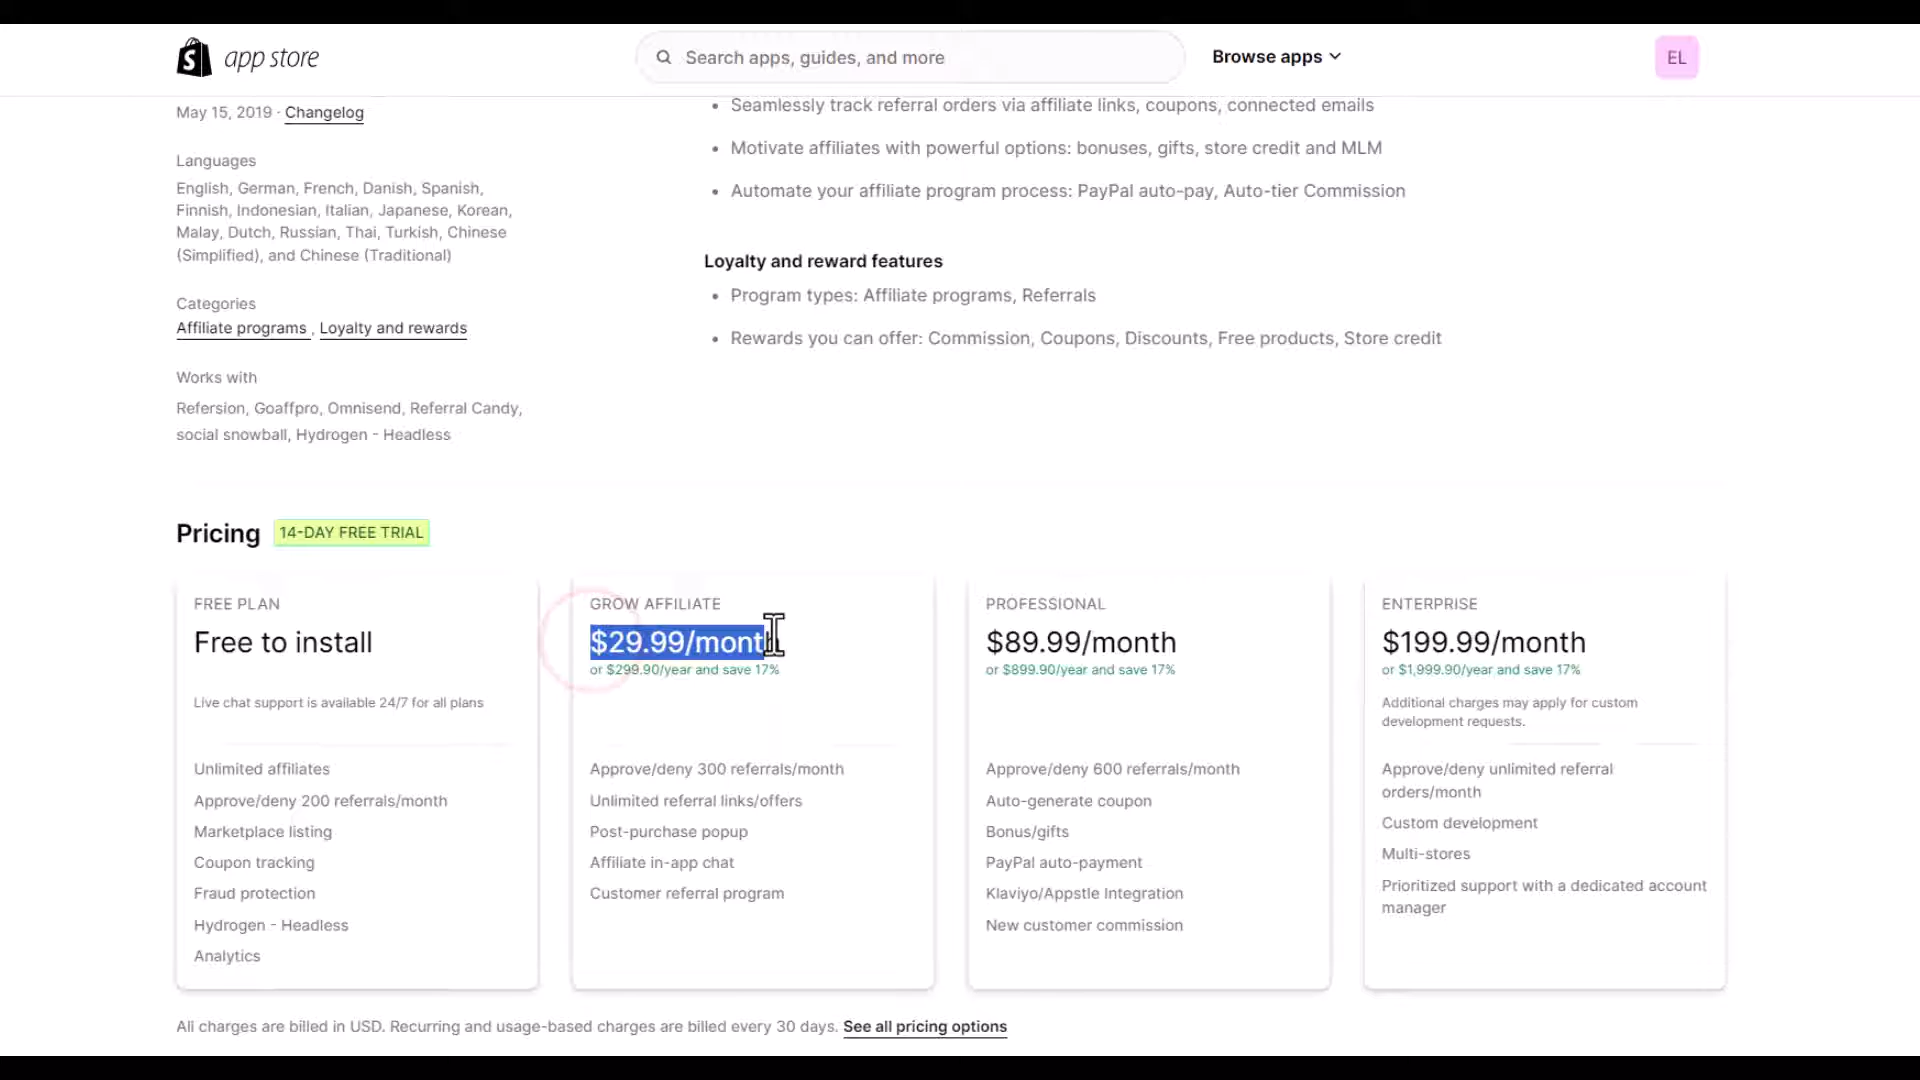 app store
Search apps, guides, and more
Browse apps
EL
May 15, 2019 · Changelog
Languages
English, German, French, Danish, Spanish,
Finnish, Indonesian, Italian, Japanese, Korean,
Malay, Dutch, Russian, Thai, Turkish, Chinese
(Simplified), and Chinese (Traditional)
Categories
Affiliate programs , Loyalty and rewards
Works with
Refersion, Goaffpro, Omnisend, Referral Candy,
social snowball, Hydrogen - Headless
• Seamlessly track referral orders via affiliate links, coupons, connected emails
• Motivate affiliates with powerful options: bonuses, gifts, store credit and MLM
• Automate your affiliate program process: PayPal auto-pay, Auto-tier Commission
Loyalty and reward features
• Program types: Affiliate programs, Referrals
• Rewards you can offer: Commission, Coupons, Discounts, Free products, Store credit
Pricing 14-DAY FREE TRIAL
FREE PLAN
Free to install
Live chat support is available 24/7 for all plans
Unlimited affiliates
Approve/deny 200 referrals/month
Marketplace listing
Coupon tracking
Fraud protection
Hydrogen - Headless
Analytics
GROW AFFILIATE
$29.99/month
or $299.90/year and save 17%
Approve/deny 300 referrals/month
Unlimited referral links/offers
Post-purchase popup
Affiliate in-app chat
Customer referral program
PROFESSIONAL
$89.99/month
or $899.90/year and save 17%
Approve/deny 600 referrals/month
Auto-generate coupon
Bonus/gifts
PayPal auto-payment
Klaviyo/Appstle Integration
New customer commission
ENTERPRISE
$199.99/month
or $1,999.90/year and save 17%
Additional charges may apply for custom
development requests.
Approve/deny unlimited referral
orders/month
Custom development
Multi-stores
Prioritized support with a dedicated account
manager
All charges are billed in USD. Recurring and usage-based charges are billed every 30 days. See all pricing options